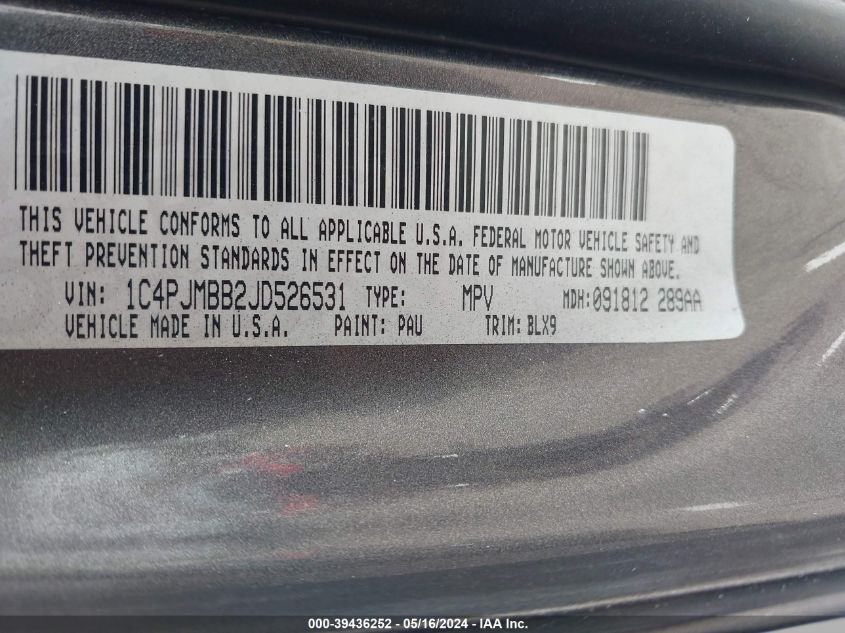 THIS VEHICLE CONFORMS TO ALL APPLICABLE U.S.A. FEDERAL MOTOR VEHICLE SAFETY AND
THEFT PREVENTION STANDARDS IN EFFECT ON THE DATE OF MANUFACTURE SHOWN ABOVE.
VIN: 1C4PJMBB2JD526531 TYPE: MPV MDH:091812 289AA
VEHICLE MADE IN U.S.A. PAINT: PAU TRIM: BLX9
000-39436252 - 05/16/2024 - IAA, Inc.